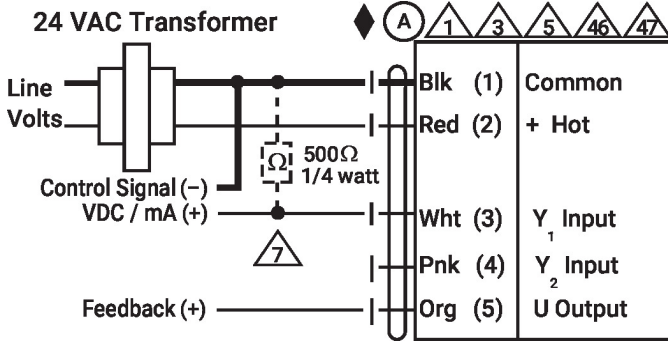 24 VAC Transformer
A 1 3 5 46 47
Line
Volts
Blk (1) Common
Red (2) + Hot
Ω 500Ω
1/4 watt
Control Signal (−)
VDC / mA (+)
Wht (3) Y1 Input
7
Pnk (4) Y2 Input
Feedback (+)
Org (5) U Output